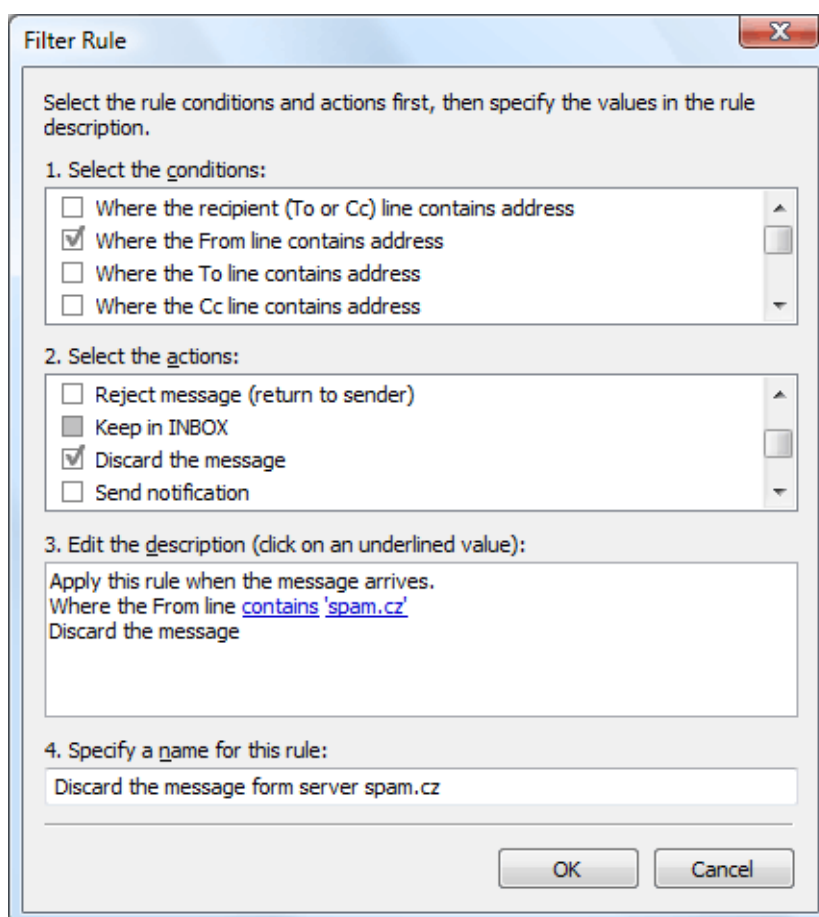 Filter Rule
Select the rule conditions and actions first, then specify the values in the rule
description.
1. Select the conditions:
Where the recipient (To or Cc) line contains address
Where the From line contains address
Where the To line contains address
Where the Cc line contains address
2. Select the actions:
Reject message (return to sender)
Keep in INBOX
Discard the message
Send notification
3. Edit the description (click on an underlined value):
Apply this rule when the message arrives.
Where the From line contains 'spam.cz'
Discard the message
4. Specify a name for this rule:
Discard the message form server spam.cz
OK Cancel